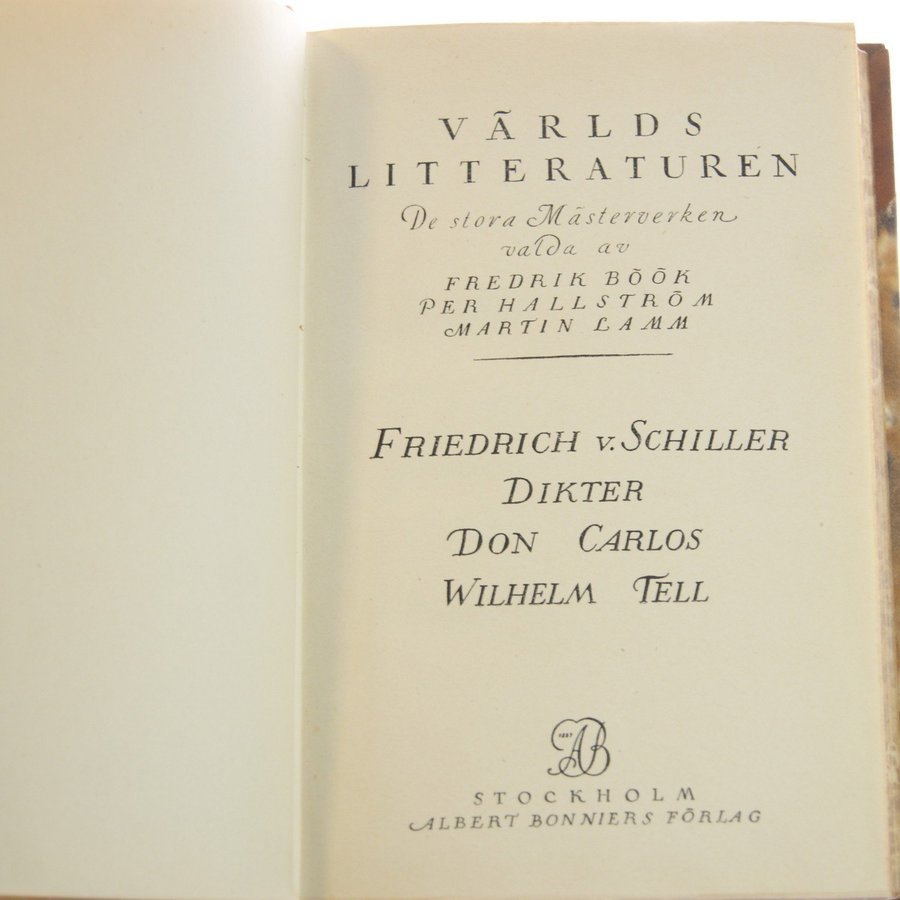 VÄRLDS
LITTERATUREN
De stora Mästerverken
valda av
FREDRIK BÖÖK
PER HALLSTRÖM
MARTIN LAMM
FRIEDRICH v. SCHILLER
DIKTER
DON CARLOS
WILHELM TELL
AB
STOCKHOLM
ALBERT BONNIERS FÖRLAG